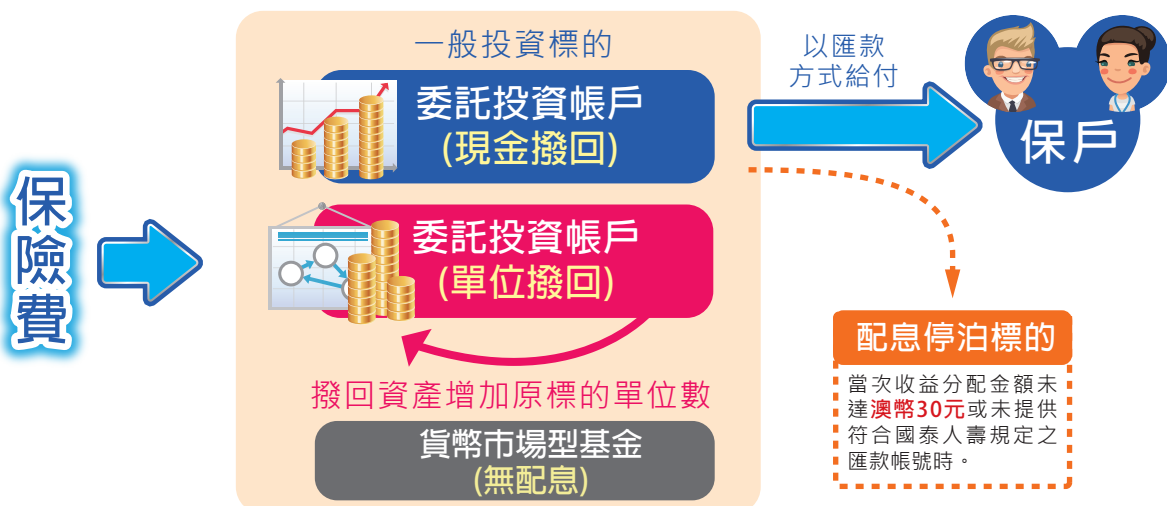 保險費
一般投資標的
委託投資帳戶
(現金撥回)
委託投資帳戶
(單位撥回)
撥回資產增加原標的單位數
貨幣市場型基金
(無配息)
以匯款
方式給付
保戶
配息停泊標的
當次收益分配金額未
達澳幣30元或未提供
符合國泰人壽規定之
匯款帳號時。